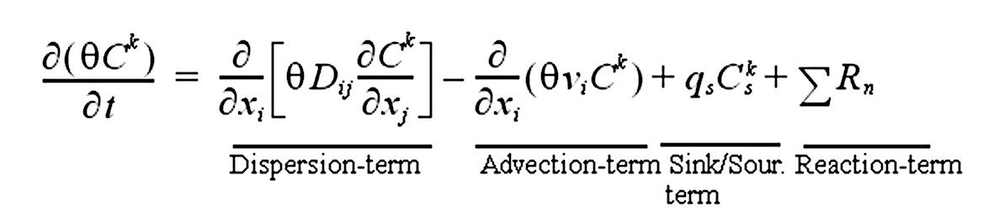 ∂(θC^k)/∂t = ∂/∂x_i [θD_ij ∂C^k/∂x_j] − ∂/∂x_i (θv_i C^k) + q_s C_s^k + ∑R_n
Dispersion-term Advection-term Sink/Sour. Reaction-term
term